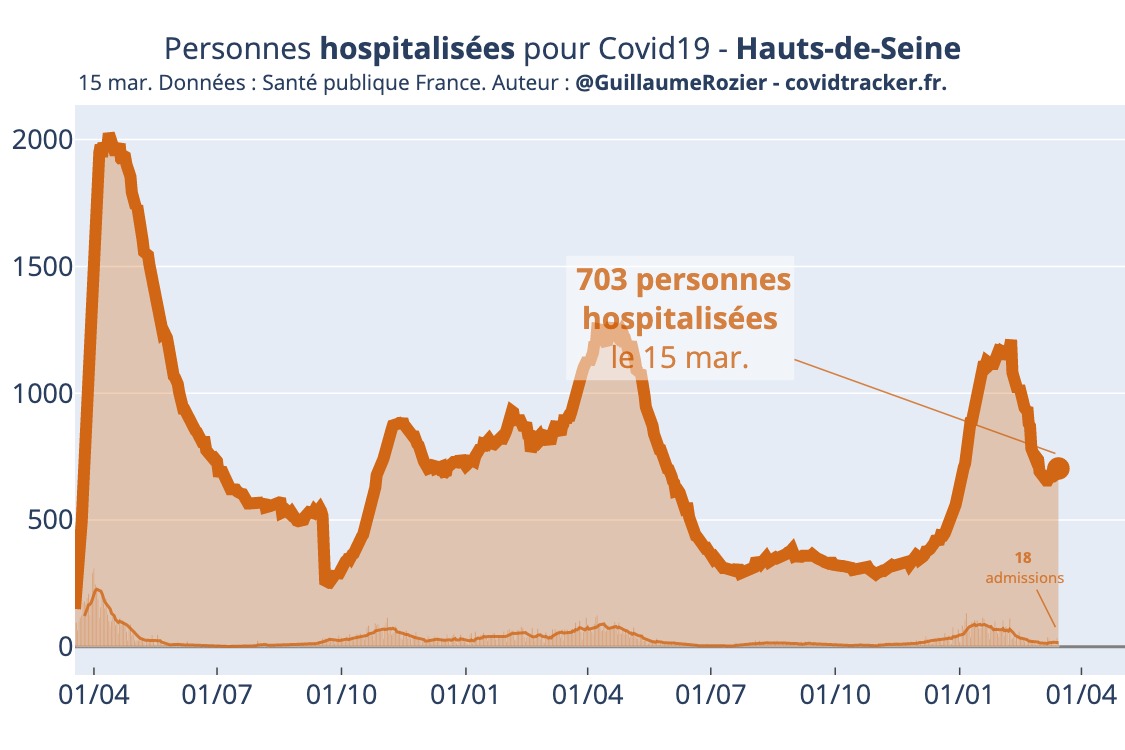 Personnes hospitalisées pour Covid19 - Hauts-de-Seine
15 mar. Données : Santé publique France. Auteur : @GuillaumeRozier - covidtracker.fr.
2000
1500
1000
500
0
703 personnes
hospitalisées
le 15 mar.
18
admissions
01/04 01/07 01/10 01/01 01/04 01/07 01/10 01/01 01/04